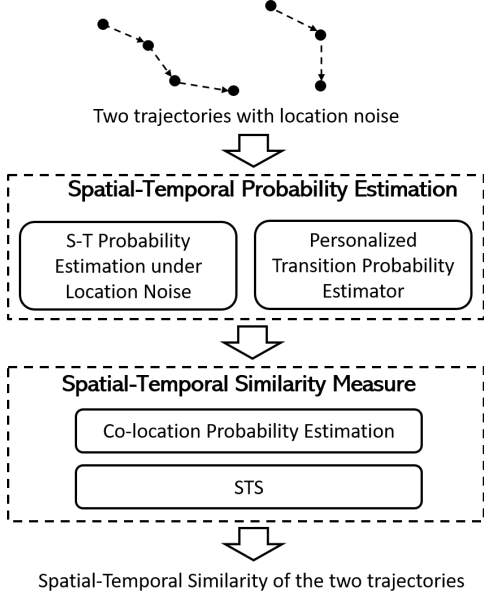 Two trajectories with location noise
Spatial-Temporal Probability Estimation
S-T Probability
Estimation under
Location Noise
Personalized
Transition Probability
Estimator
Spatial-Temporal Similarity Measure
Co-location Probability Estimation
STS
Spatial-Temporal Similarity of the two trajectories